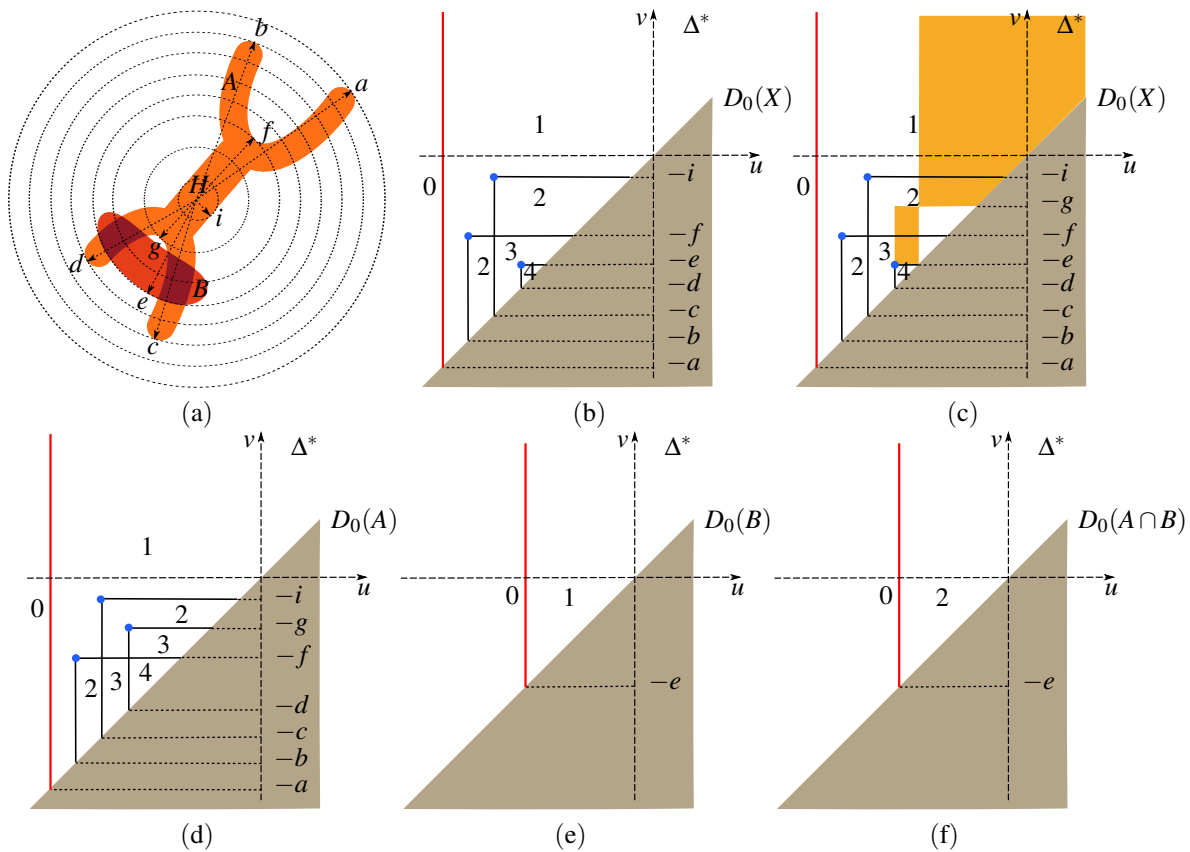 b
a
A
f
H
i
g
d
e
B
c
(a)
v Δ*
D₀(X)
1
u
0
−i
2
−f
3
−e
2
4
−d
−c
−b
−a
(b)
v Δ*
D₀(X)
1
u
0
−i
2
−g
−f
3
−e
2
4
−d
−c
−b
−a
(c)
v Δ*
D₀(A)
1
u
0
−i
2
−g
3
−f
2 3 4
−d
−c
−b
−a
(d)
v Δ*
D₀(B)
u
0 1
−e
(e)
v Δ*
D₀(A ∩ B)
u
0 2
−e
(f)